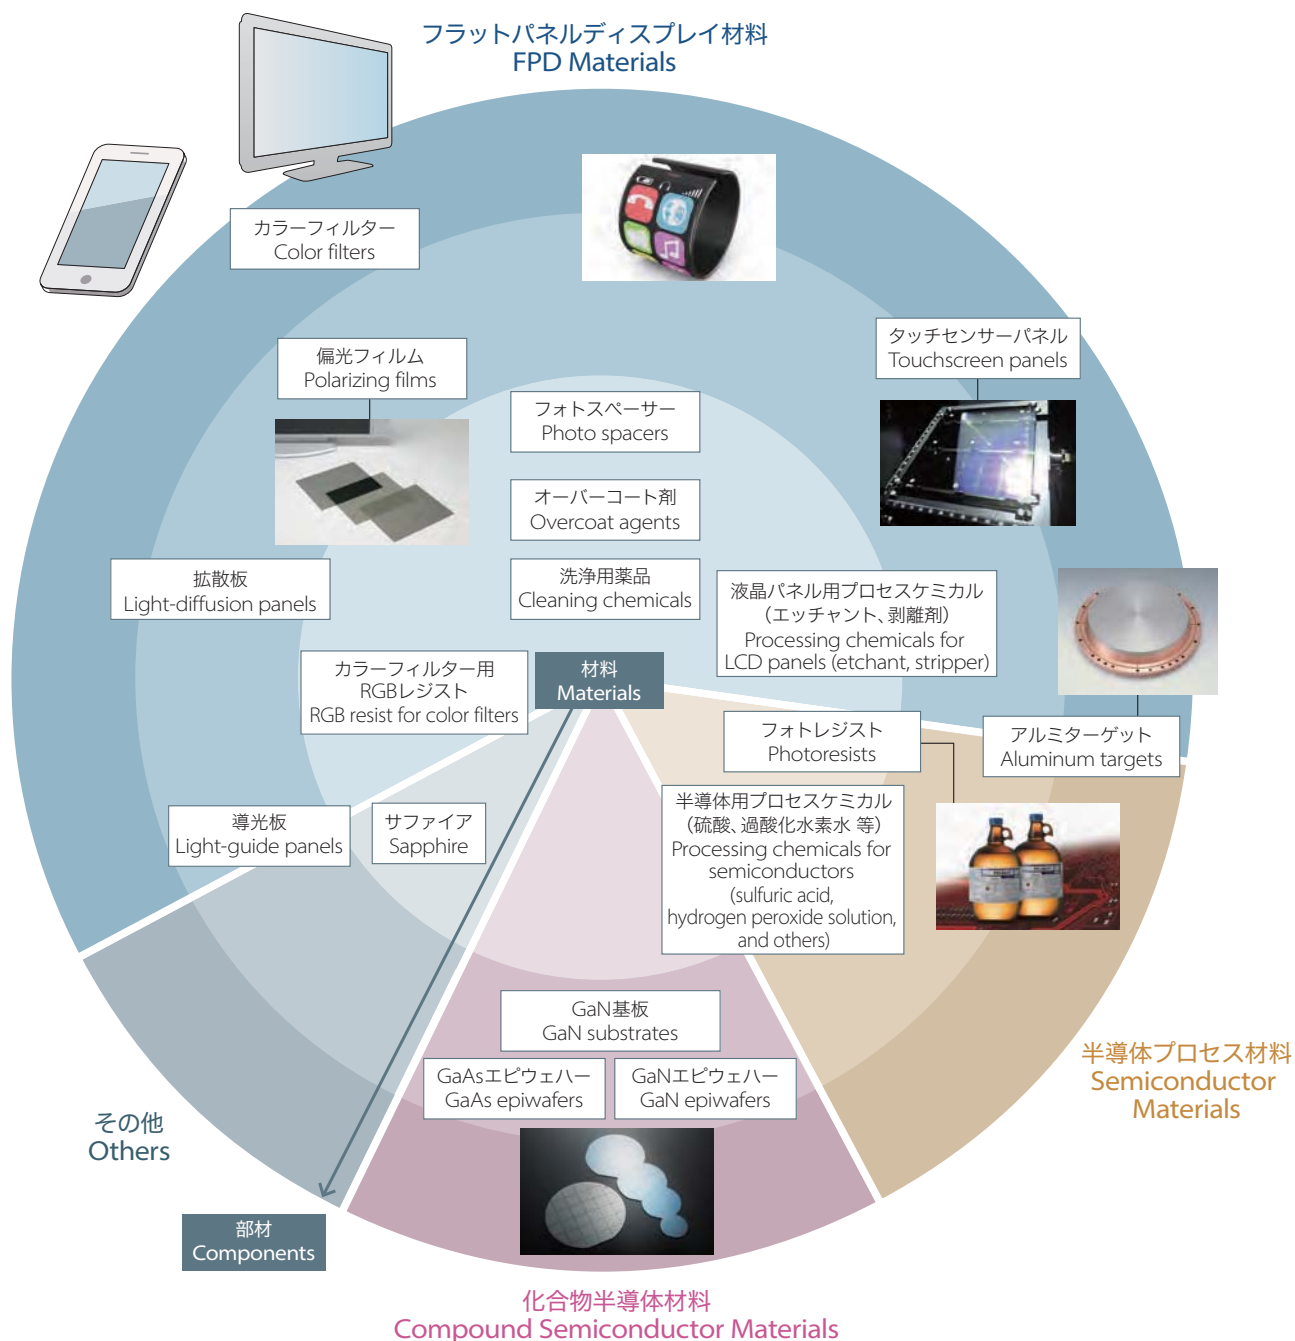 フラットパネルディスプレイ材料
FPD Materials
カラーフィルター
Color filters
タッチセンサーパネル
Touchscreen panels
偏光フィルム
Polarizing films
フォトスペーサー
Photo spacers
オーバーコート剤
Overcoat agents
拡散板
Light-diffusion panels
洗浄用薬品
Cleaning chemicals
液晶パネル用プロセスケミカル
（エッチャント、剥離剤）
Processing chemicals for
LCD panels (etchant, stripper)
カラーフィルター用
RGBレジスト
RGB resist for color filters
材料
Materials
フォトレジスト
Photoresists
アルミターゲット
Aluminum targets
導光板
Light-guide panels
サファイア
Sapphire
半導体用プロセスケミカル
（硫酸、過酸化水素水 等）
Processing chemicals for
semiconductors
(sulfuric acid,
hydrogen peroxide solution,
and others)
GaN基板
GaN substrates
GaAsエピウェハー
GaAs epiwafers
GaNエピウェハー
GaN epiwafers
半導体プロセス材料
Semiconductor
Materials
その他
Others
部材
Components
化合物半導体材料
Compound Semiconductor Materials